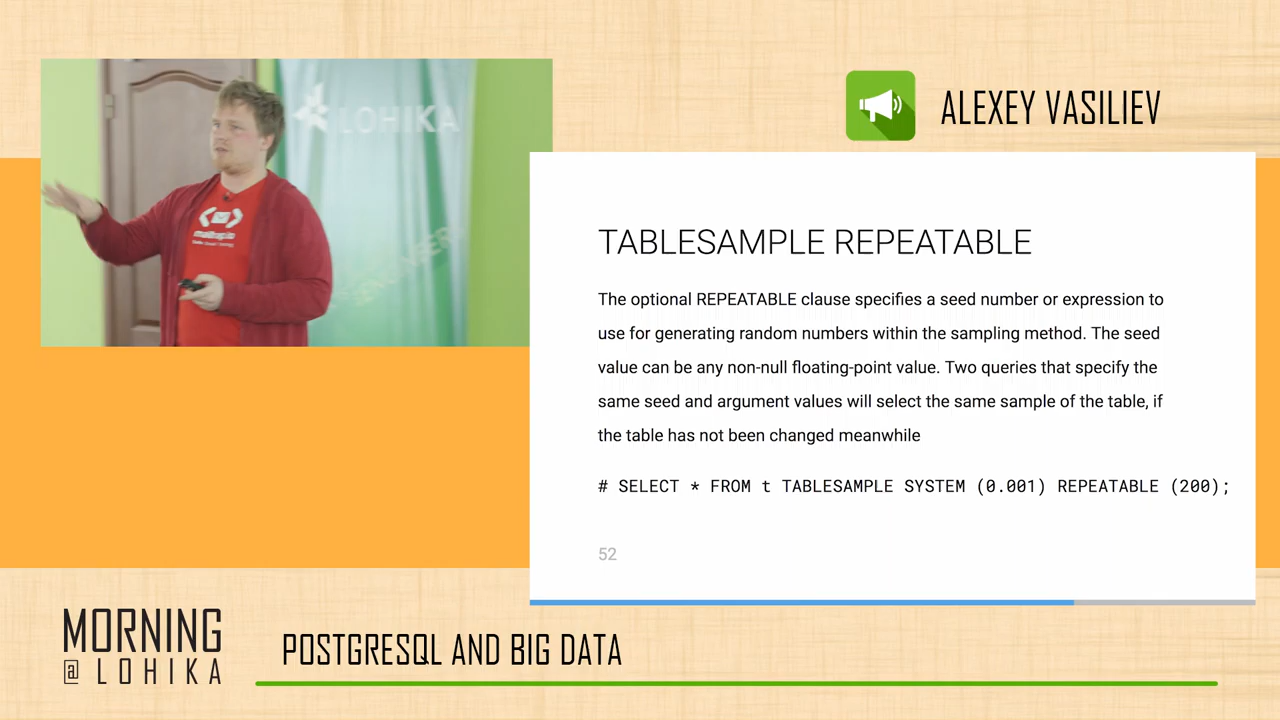 LOHIKA
ALEXEY VASILIEV
TABLESAMPLE REPEATABLE
The optional REPEATABLE clause specifies a seed number or expression to
use for generating random numbers within the sampling method. The seed
value can be any non-null floating-point value. Two queries that specify the
same seed and argument values will select the same sample of the table, if
the table has not been changed meanwhile
# SELECT * FROM t TABLESAMPLE SYSTEM (0.001) REPEATABLE (200);
52
MORNING
@ LOHIKA
POSTGRESQL AND BIG DATA